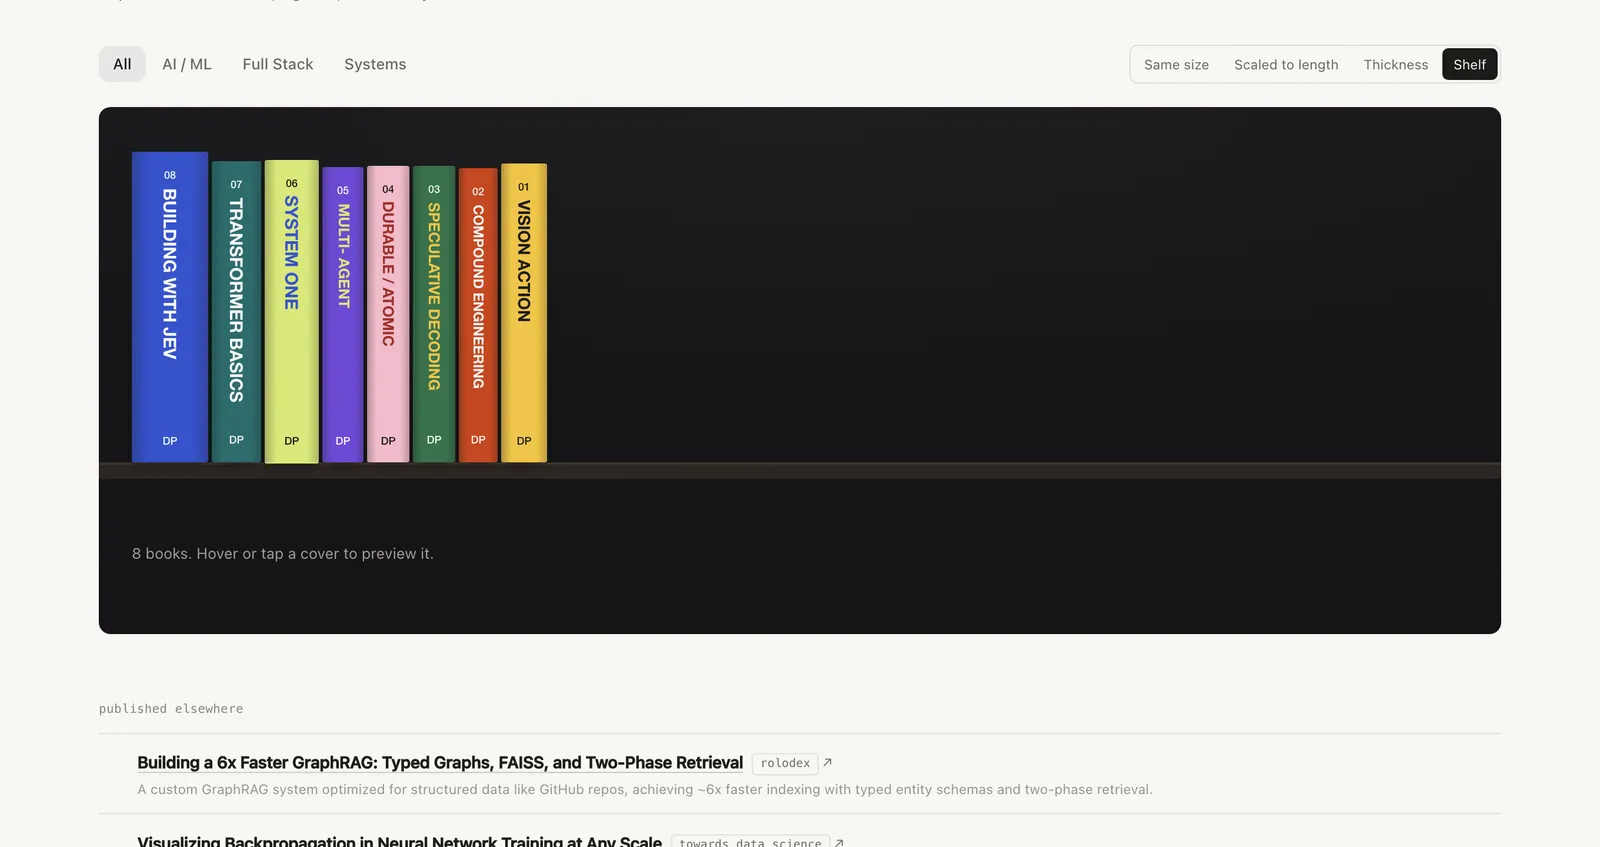 All AI / ML Full Stack Systems
Same size Scaled to length Thickness Shelf
08 BUILDING WITH JEV DP
07 TRANSFORMER BASICS DP
06 SYSTEM ONE DP
05 MULTI- AGENT DP
04 DURABLE / ATOMIC DP
03 SPECULATIVE DECODING DP
02 COMPOUND ENGINEERING DP
01 VISION ACTION DP
8 books. Hover or tap a cover to preview it.
published elsewhere
Building a 6x Faster GraphRAG: Typed Graphs, FAISS, and Two-Phase Retrieval rolodex ↗
A custom GraphRAG system optimized for structured data like GitHub repos, achieving ~6x faster indexing with typed entity schemas and two-phase retrieval.
Visualizing Backpropagation in Neural Network Training at Any Scale towards data science ↗